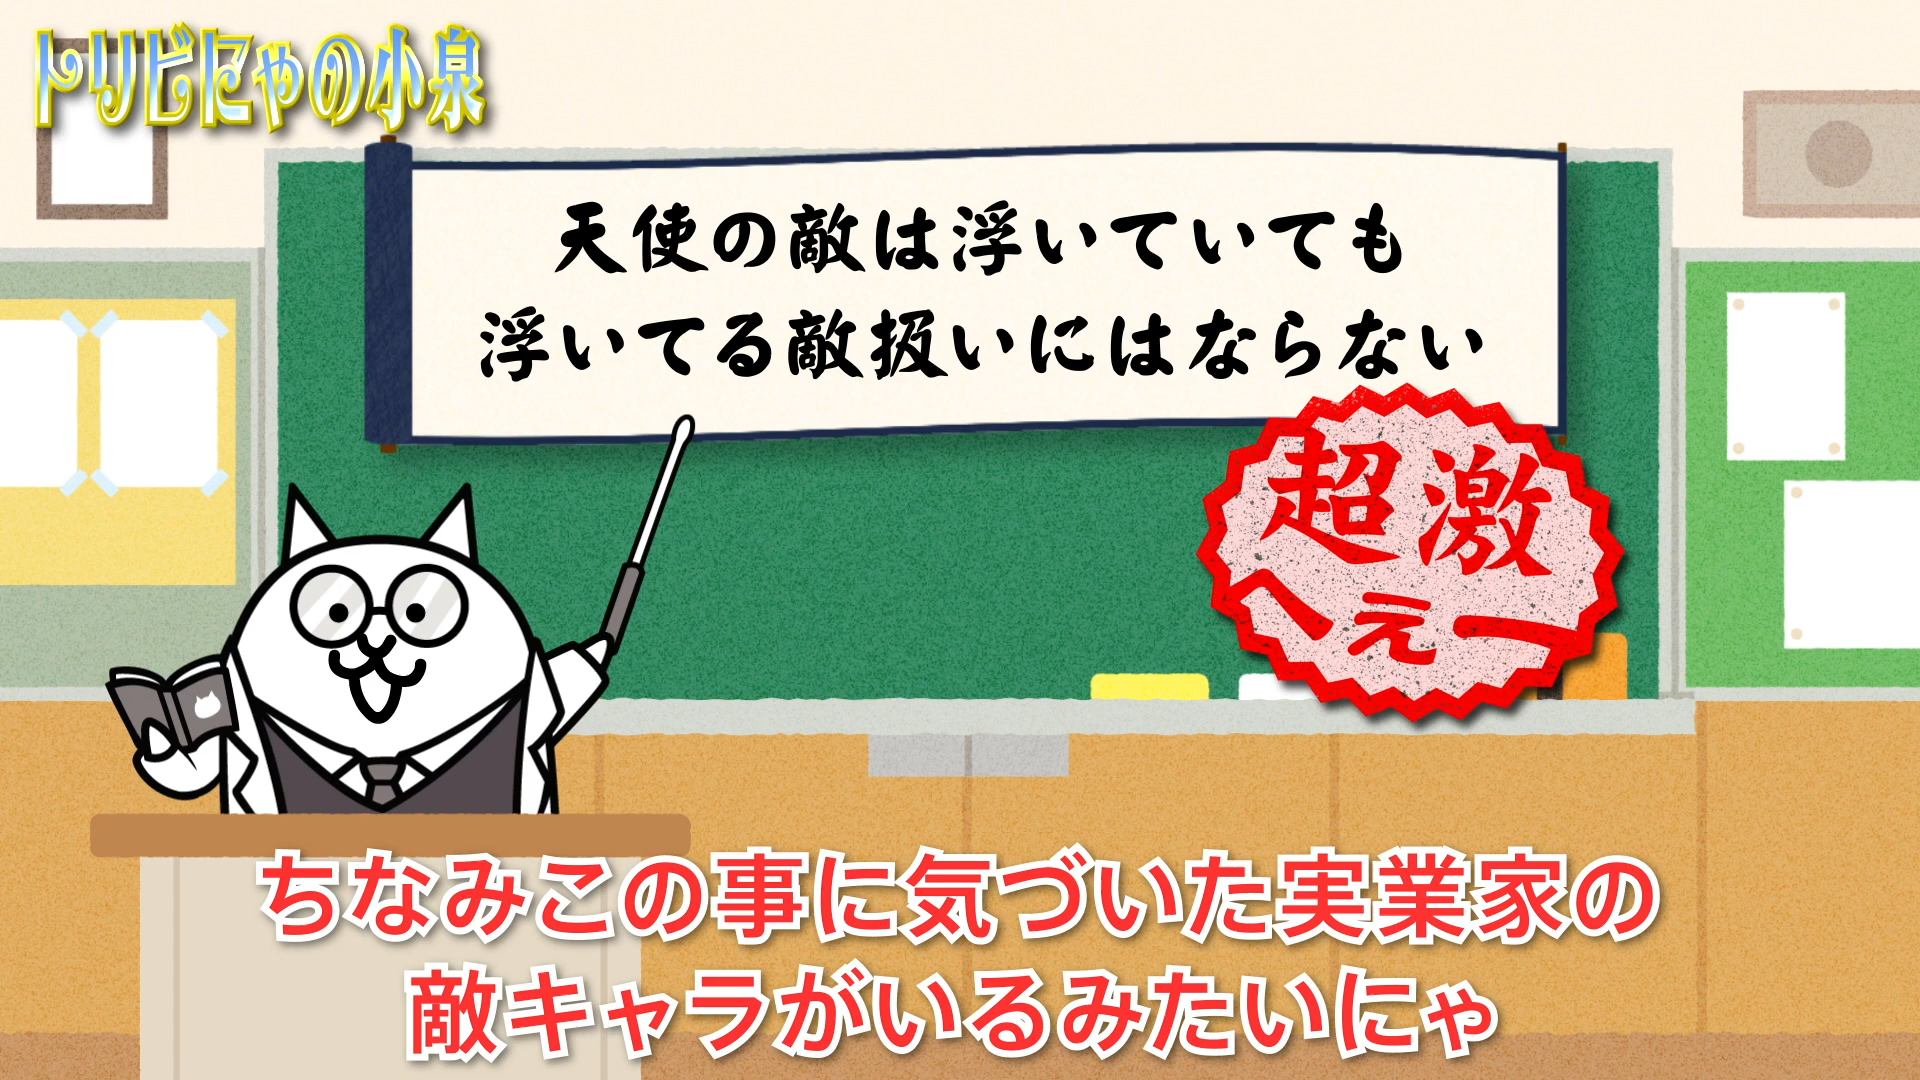 トリビにゃの小泉
天使の敵は浮いていても
浮いてる敵扱いにはならない
超激
へぇー
ちなみこの事に気づいた実業家の
敵キャラがいるみたいにゃ